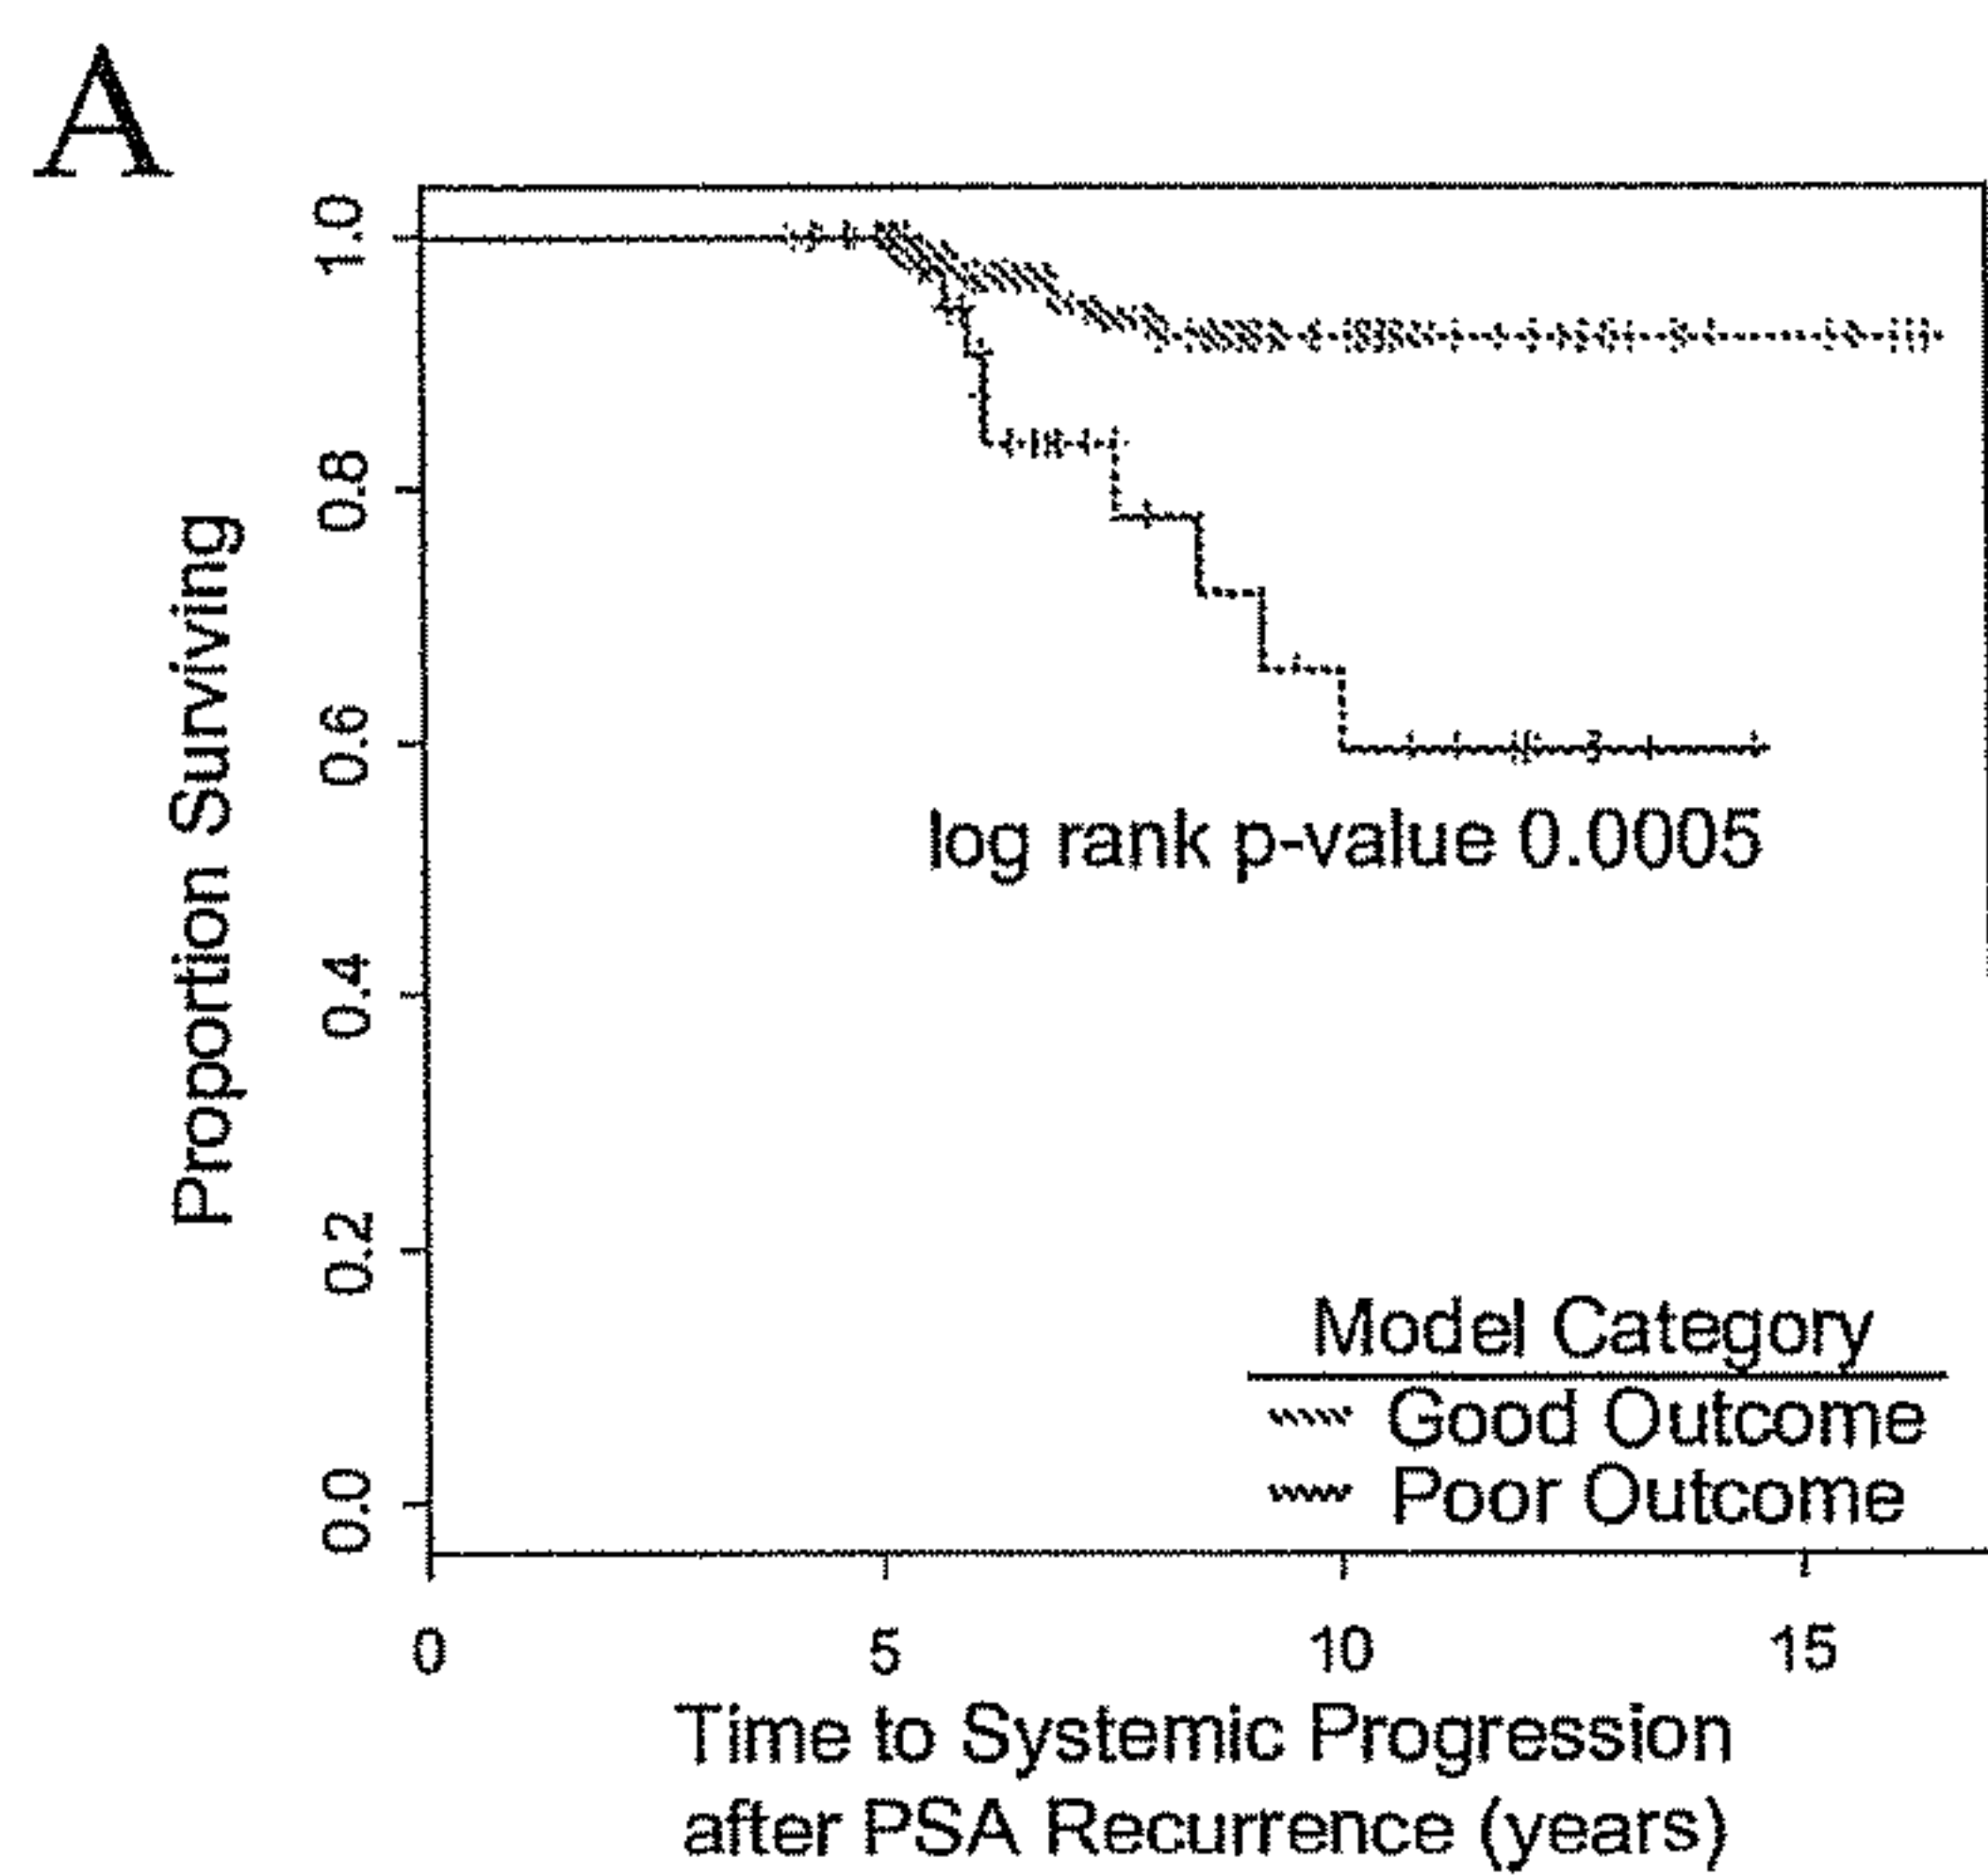 A
1.0
0.8
0.6
0.4
0.2
0.0
Proportion Surviving
log rank p-value 0.0005
Model Category
Good Outcome
Poor Outcome
0 5 10 15
Time to Systemic Progression
after PSA Recurrence (years)